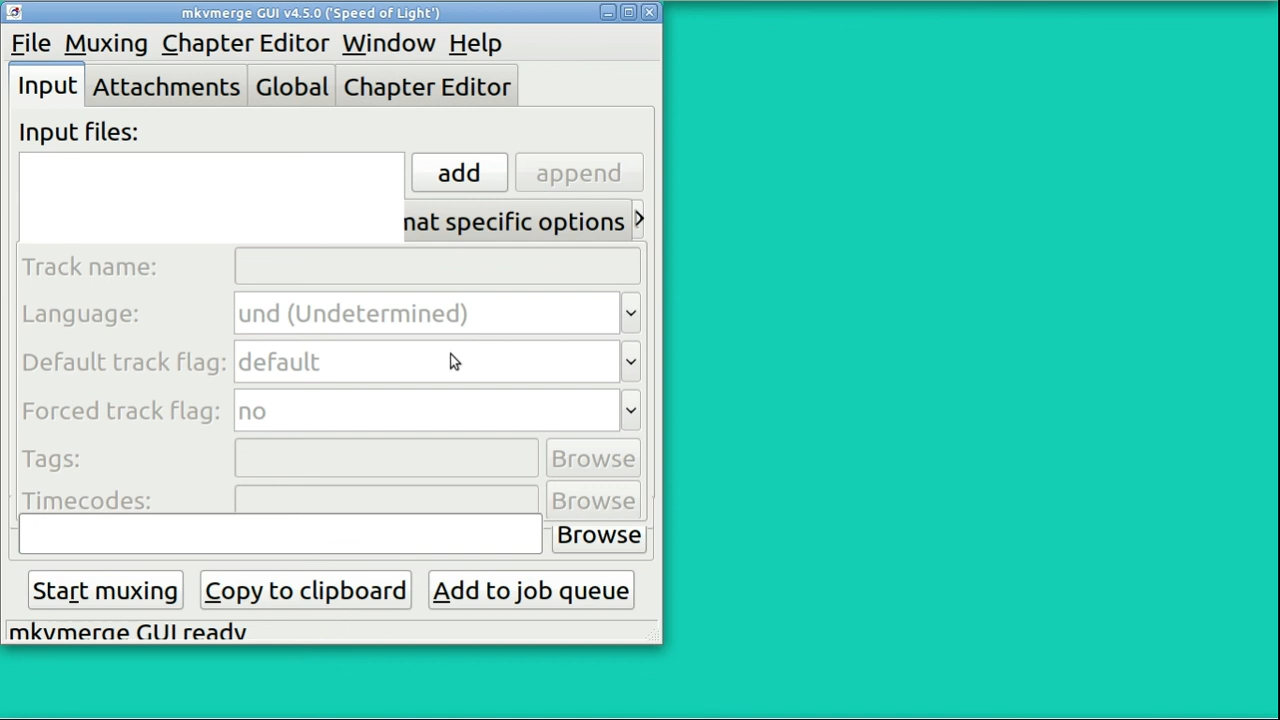 mkvmerge GUI v4.5.0 ('Speed of Light')
File Muxing Chapter Editor Window Help
Input Attachments Global Chapter Editor
Input files:
add append
mat specific options
Track name:
Language: und (Undetermined)
Default track flag: default
Forced track flag: no
Tags: Browse
Timecodes: Browse
Browse
Start muxing Copy to clipboard Add to job queue
mkvmerge GUI ready